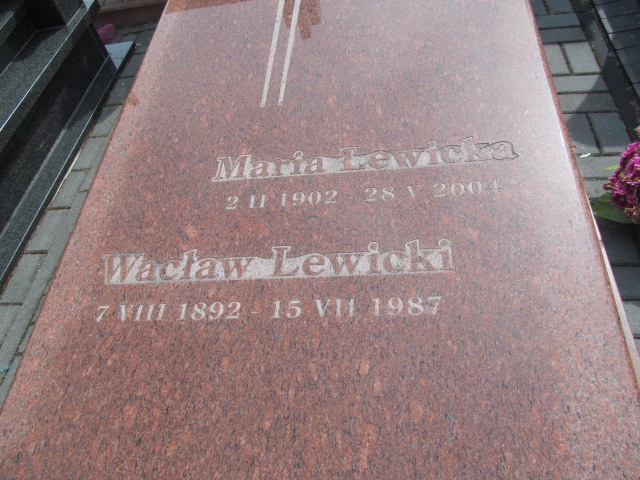 Maria Lewicka
2 II 1902 - 28 V 2004
Wacław Lewicki
7 VIII 1892 - 15 VII 1987